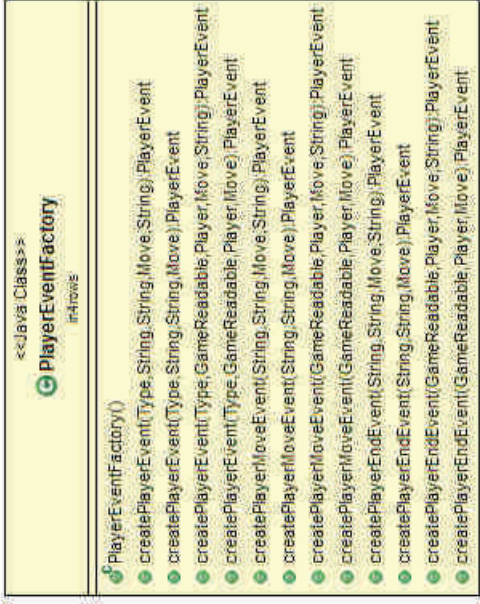 <<Java Class>>
PlayerEventFactory
in4rows
PlayerEventFactory()
createPlayerEvent(Type,String,String,Move,String):PlayerEvent
createPlayerEvent(Type,String,String,Move):PlayerEvent
createPlayerEvent(Type,GameReadable,Player,Move,String):PlayerEvent
createPlayerEvent(Type,GameReadable,Player,Move):PlayerEvent
createPlayerMoveEvent(String,String,Move,String):PlayerEvent
createPlayerMoveEvent(String,String,Move):PlayerEvent
createPlayerMoveEvent(GameReadable,Player,Move,String):PlayerEvent
createPlayerMoveEvent(GameReadable,Player,Move):PlayerEvent
createPlayerEndEvent(String,String,Move,String):PlayerEvent
createPlayerEndEvent(String,String,Move):PlayerEvent
createPlayerEndEvent(GameReadable,Player,Move,String):PlayerEvent
createPlayerEndEvent(GameReadable,Player,Move):PlayerEvent